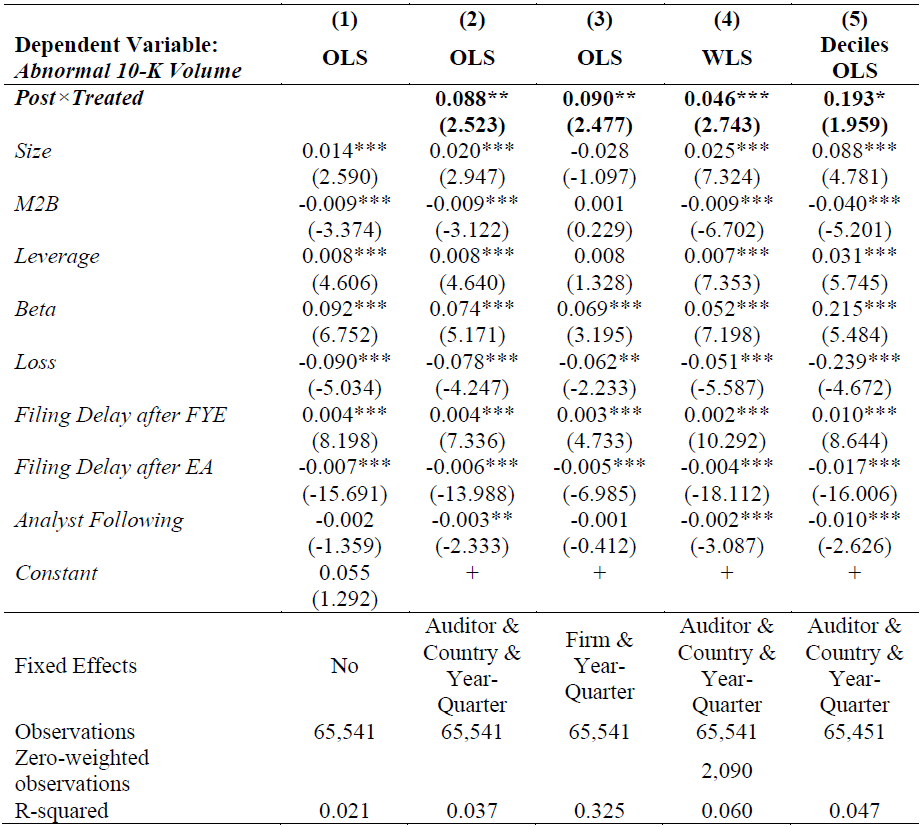 (1) (2) (3) (4) (5)
Dependent Variable: OLS OLS OLS WLS Deciles
Abnormal 10-K Volume OLS
Post×Treated 0.088** 0.090** 0.046*** 0.193*
(2.523) (2.477) (2.743) (1.959)
Size 0.014*** 0.020*** -0.028 0.025*** 0.088***
(2.590) (2.947) (-1.097) (7.324) (4.781)
M2B -0.009*** -0.009*** 0.001 -0.009*** -0.040***
(-3.374) (-3.122) (0.229) (-6.702) (-5.201)
Leverage 0.008*** 0.008*** 0.008 0.007*** 0.031***
(4.606) (4.640) (1.328) (7.353) (5.745)
Beta 0.092*** 0.074*** 0.069*** 0.052*** 0.215***
(6.752) (5.171) (3.195) (7.198) (5.484)
Loss -0.090*** -0.078*** -0.062** -0.051*** -0.239***
(-5.034) (-4.247) (-2.233) (-5.587) (-4.672)
Filing Delay after FYE 0.004*** 0.004*** 0.003*** 0.002*** 0.010***
(8.198) (7.336) (4.733) (10.292) (8.644)
Filing Delay after EA -0.007*** -0.006*** -0.005*** -0.004*** -0.017***
(-15.691) (-13.988) (-6.985) (-18.112) (-16.006)
Analyst Following -0.002 -0.003** -0.001 -0.002*** -0.010***
(-1.359) (-2.333) (-0.412) (-3.087) (-2.626)
Constant 0.055 + + + +
(1.292)
Fixed Effects No Auditor & Country & Year-Quarter Firm & Year-Quarter Auditor & Country & Year-Quarter Auditor & Country & Year-Quarter
Observations 65,541 65,541 65,541 65,541 65,451
Zero-weighted
observations 2,090
R-squared 0.021 0.037 0.325 0.060 0.047